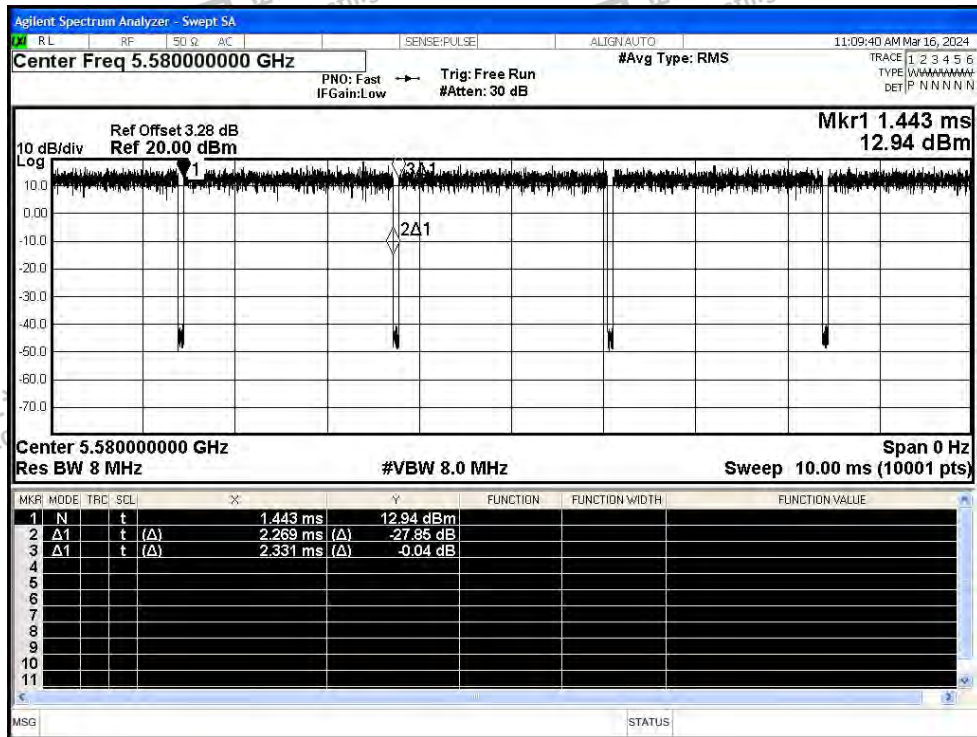 Agilent Spectrum Analyzer - Swept SA
LXI RL RF 50 Ω AC SENSE:PULSE ALIGN AUTO 11:09:40 AM Mar 16, 2024
Center Freq 5.580000000 GHz #Avg Type: RMS TRACE 1 2 3 4 5 6
PNO: Fast Trig: Free Run TYPE WWWWWW
IFGain:Low #Atten: 30 dB DET P N N N N N
Mkr1 1.443 ms
Ref Offset 3.28 dB
10 dB/div Ref 20.00 dBm 12.94 dBm
Log
1 3Δ1
10.0
0.00
2Δ1
-10.0
-20.0
-30.0
-40.0
-50.0
-60.0
-70.0
Center 5.580000000 GHz Span 0 Hz
Res BW 8 MHz #VBW 8.0 MHz Sweep 10.00 ms (10001 pts)
MKR MODE TRC SCL X Y FUNCTION FUNCTION WIDTH FUNCTION VALUE
1 N t 1.443 ms 12.94 dBm
2 Δ1 t (Δ) 2.269 ms (Δ) -27.85 dB
3 Δ1 t (Δ) 2.331 ms (Δ) -0.04 dB
4
5
6
7
8
9
10
11
MSG STATUS